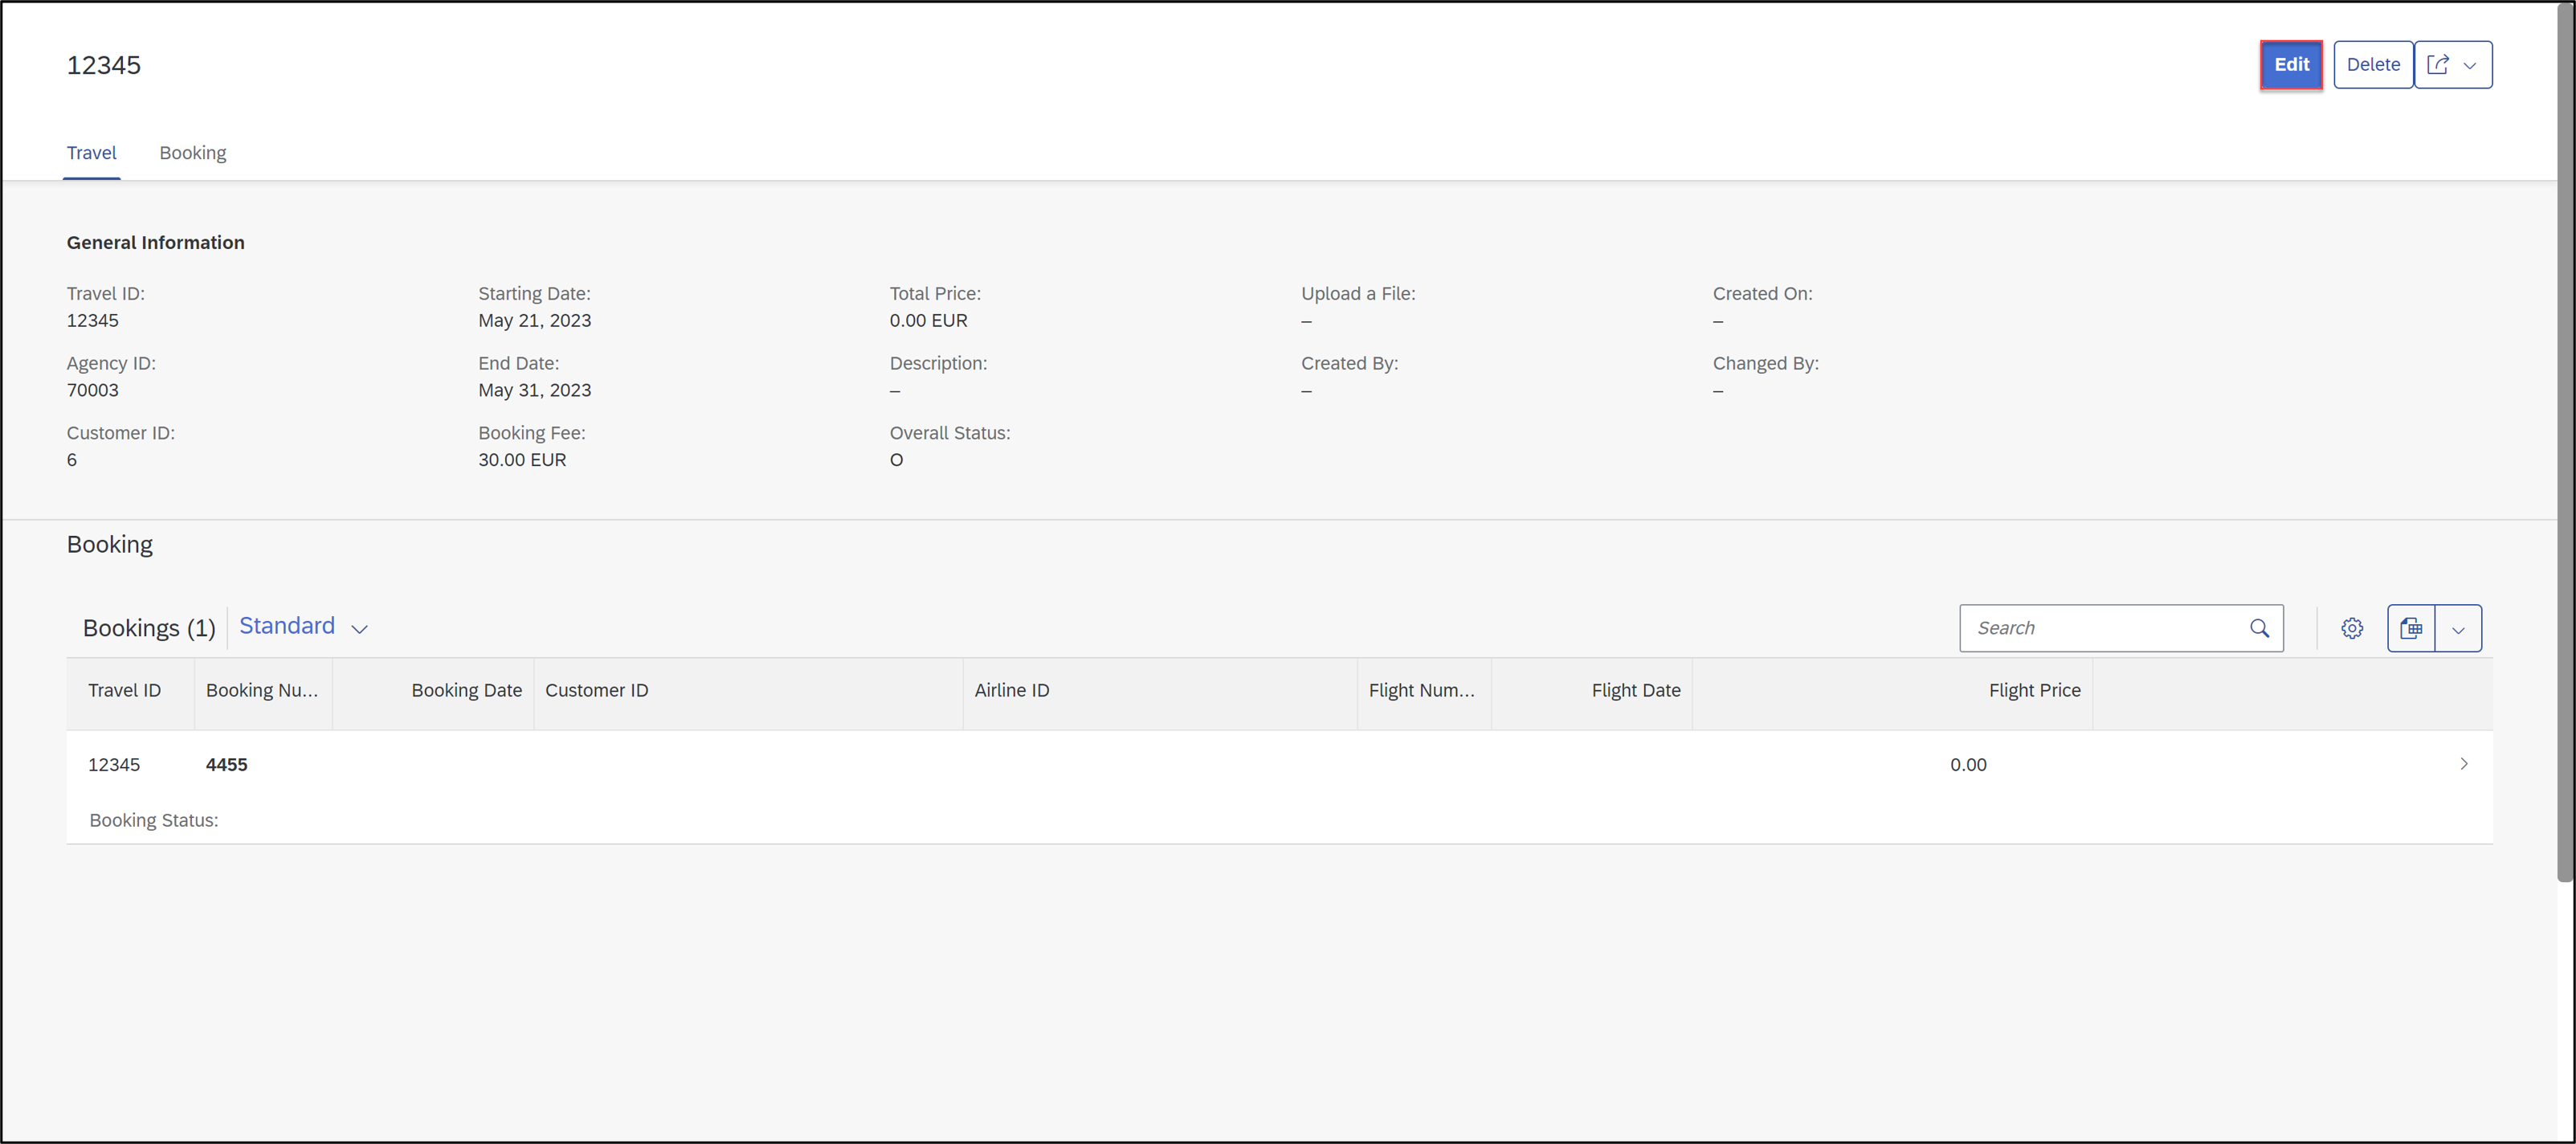 12345
Edit Delete
Travel Booking
General Information
Travel ID: Starting Date: Total Price: Upload a File: Created On:
12345 May 21, 2023 0.00 EUR – –
Agency ID: End Date: Description: Created By: Changed By:
70003 May 31, 2023 – – –
Customer ID: Booking Fee: Overall Status:
6 30.00 EUR O
Booking
Bookings (1) Standard Search
Travel ID Booking Nu... Booking Date Customer ID Airline ID Flight Num... Flight Date Flight Price
12345 4455 0.00
Booking Status: